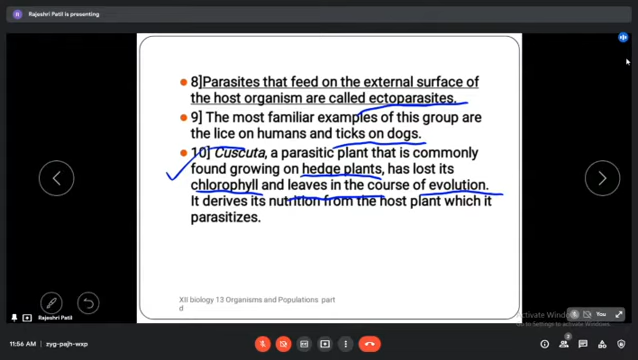 Rajeshri Patil is presenting
8]Parasites that feed on the external surface of
the host organism are called ectoparasites.
9] The most familiar examples of this group are
the lice on humans and ticks on dogs.
10] Cuscuta, a parasitic plant that is commonly
found growing on hedge plants, has lost its
chlorophyll and leaves in the course of evolution.
It derives its nutrition from the host plant which it
parasitizes.
XII biology 13 Organisms and Populations part
d
Rajeshri Patil
You
Activate Windows
Go to Settings to activate Windows.
11:56 AM | zyg-pajh-wxp